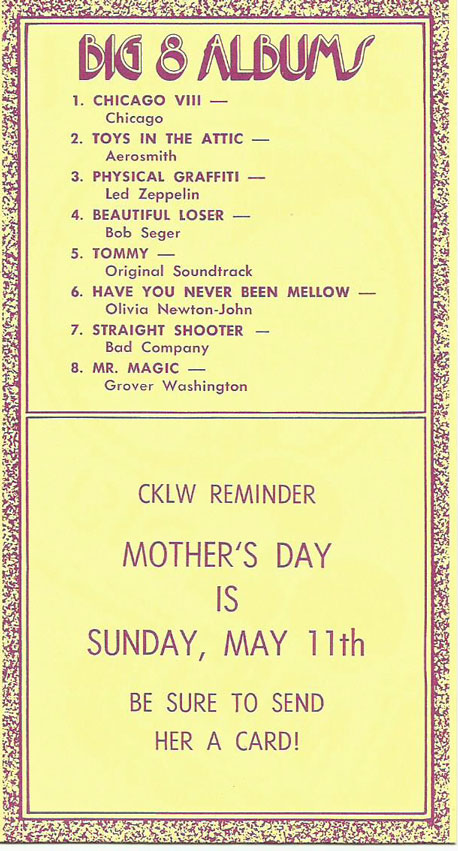 BIG 8 ALBUMS
1. CHICAGO VIII —
Chicago
2. TOYS IN THE ATTIC —
Aerosmith
3. PHYSICAL GRAFFITI —
Led Zeppelin
4. BEAUTIFUL LOSER —
Bob Seger
5. TOMMY —
Original Soundtrack
6. HAVE YOU NEVER BEEN MELLOW —
Olivia Newton-John
7. STRAIGHT SHOOTER —
Bad Company
8. MR. MAGIC —
Grover Washington
CKLW REMINDER
MOTHER'S DAY
IS
SUNDAY, MAY 11th
BE SURE TO SEND
HER A CARD!